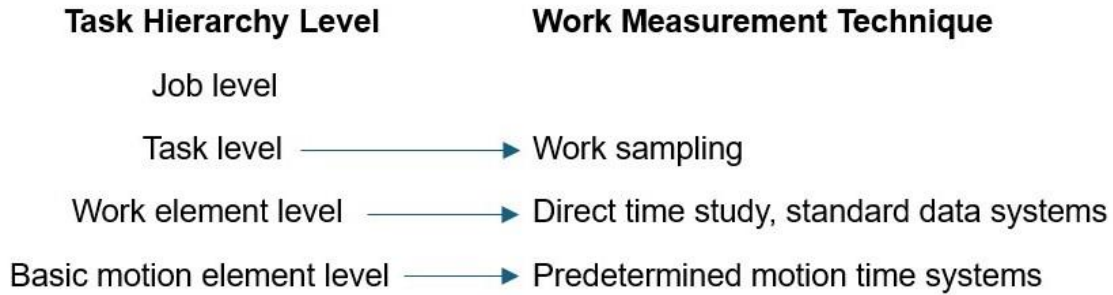 Task Hierarchy Level Work Measurement Technique
Job level
Task level Work sampling
Work element level Direct time study, standard data systems
Basic motion element level Predetermined motion time systems